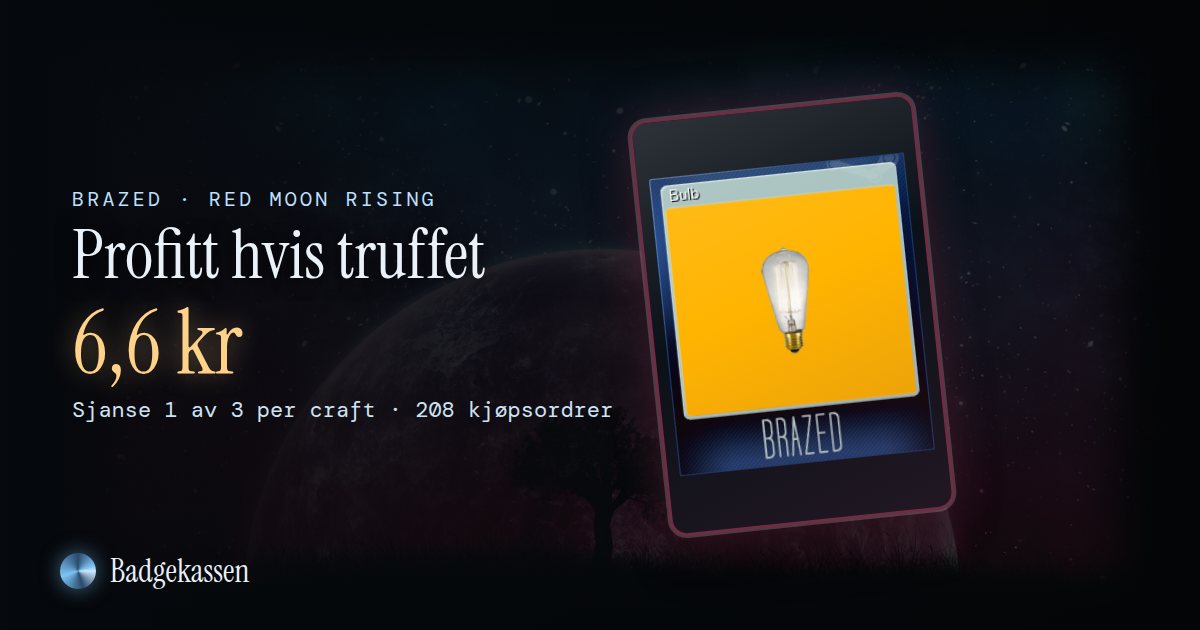 BRAZED · RED MOON RISING
Profitt hvis truffet
6,6 kr
Sjanse 1 av 3 per craft · 208 kjøpsordrer
Bulb
BRAZED
Badgekassen